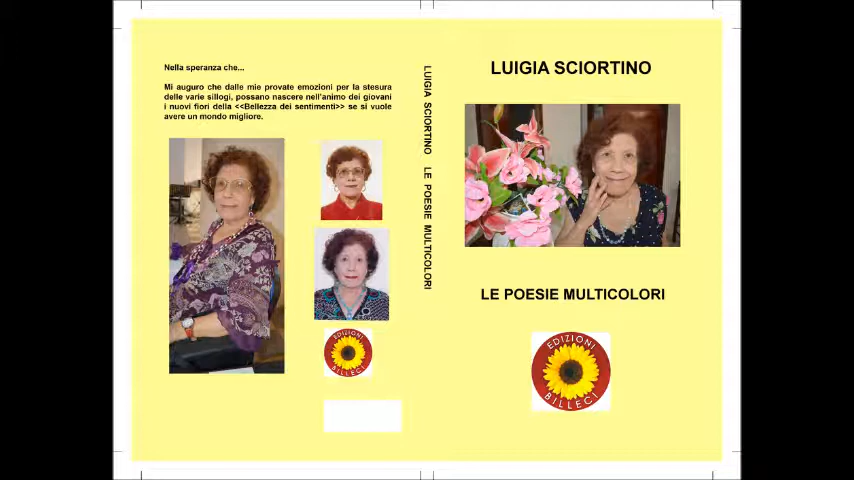 Nella speranza che...
Mi auguro che dalle mie provate emozioni per la stesura
delle varie sillogi, possano nascere nell'animo dei giovani
i nuovi fiori della <<Bellezza dei sentimenti>> se si vuole
avere un mondo migliore.
EDIZIONI
BILLECI
LUIGIA SCIORTINO LE POESIE MULTICOLORI
LUIGIA SCIORTINO
LE POESIE MULTICOLORI
EDIZIONI
BILLECI